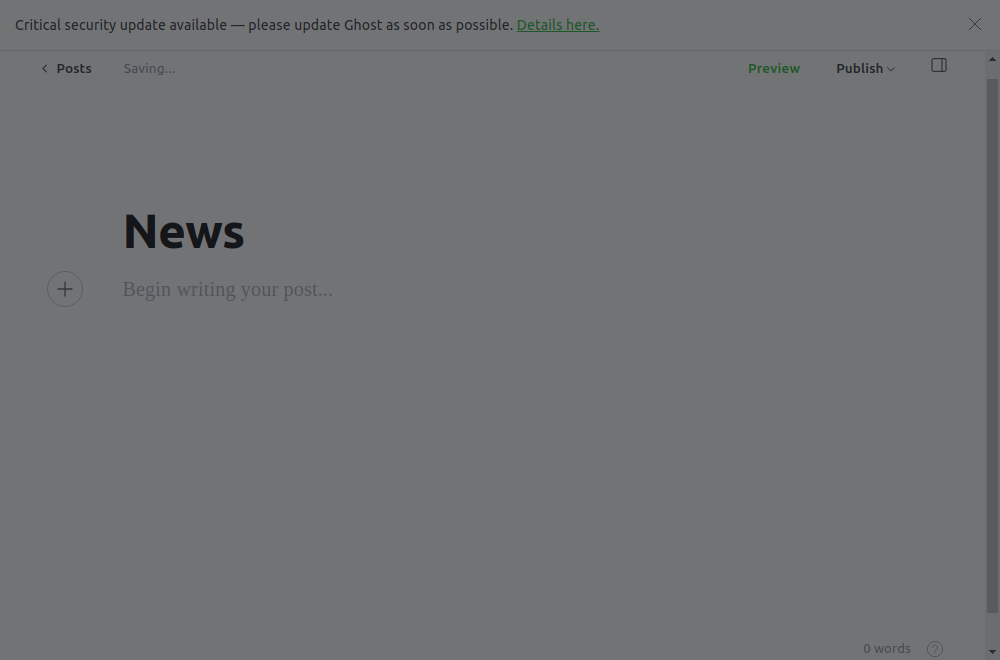 Critical security update available — please update Ghost as soon as possible. Details here.
Posts Saving... Preview Publish
News
Begin writing your post...
0 words ?